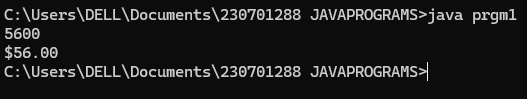 C:\Users\DELL\Documents\230701288 JAVAPROGRAMS>java prgm1
5600
$56.00
C:\Users\DELL\Documents\230701288 JAVAPROGRAMS>